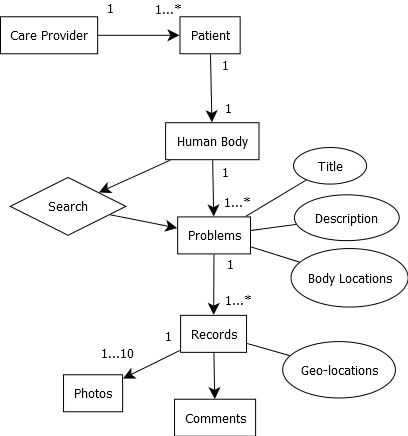 1
1...*
Care Provider
Patient
1
1
Human Body
1
Title
1...*
Search
Description
Problems
1
Body Locations
1...*
1
Records
1...10
Geo-locations
Photos
Comments